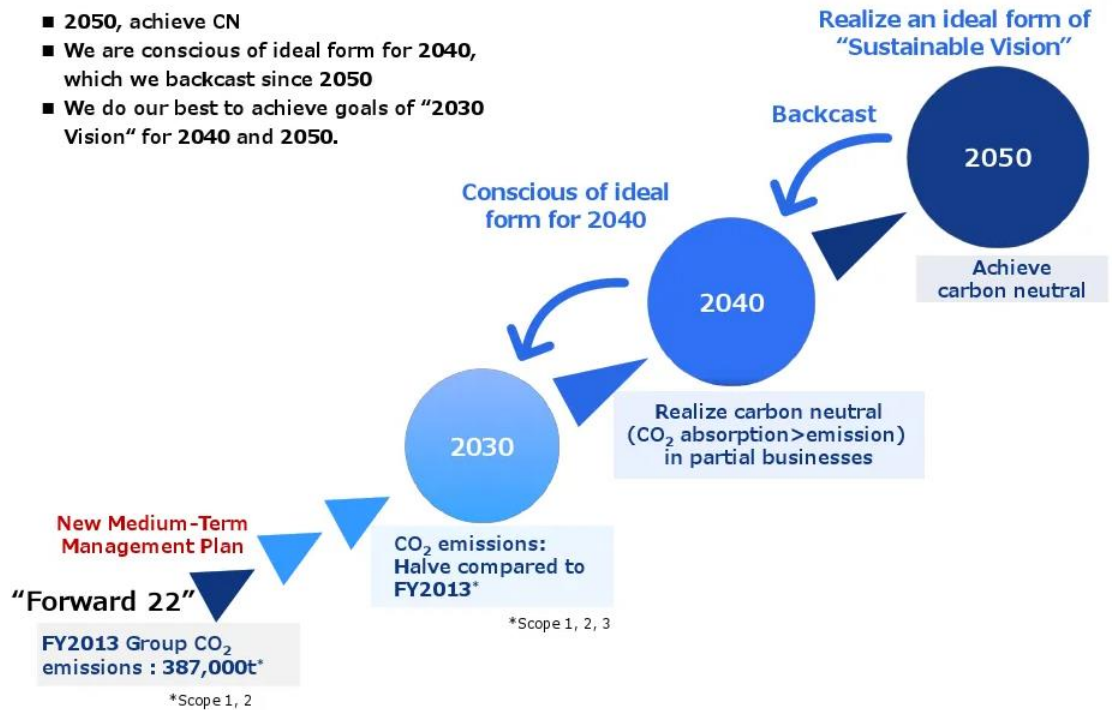 ■ 2050, achieve CN
■ We are conscious of ideal form for 2040,
which we backcast since 2050
■ We do our best to achieve goals of “2030
Vision“ for 2040 and 2050.
Realize an ideal form of
“Sustainable Vision”
Backcast
2050
Achieve
carbon neutral
Conscious of ideal
form for 2040
2040
Realize carbon neutral
(CO₂ absorption>emission)
in partial businesses
2030
CO₂ emissions:
Halve compared to
FY2013*
*Scope 1, 2, 3
New Medium-Term
Management Plan
“Forward 22”
FY2013 Group CO₂
emissions : 387,000t*
*Scope 1, 2